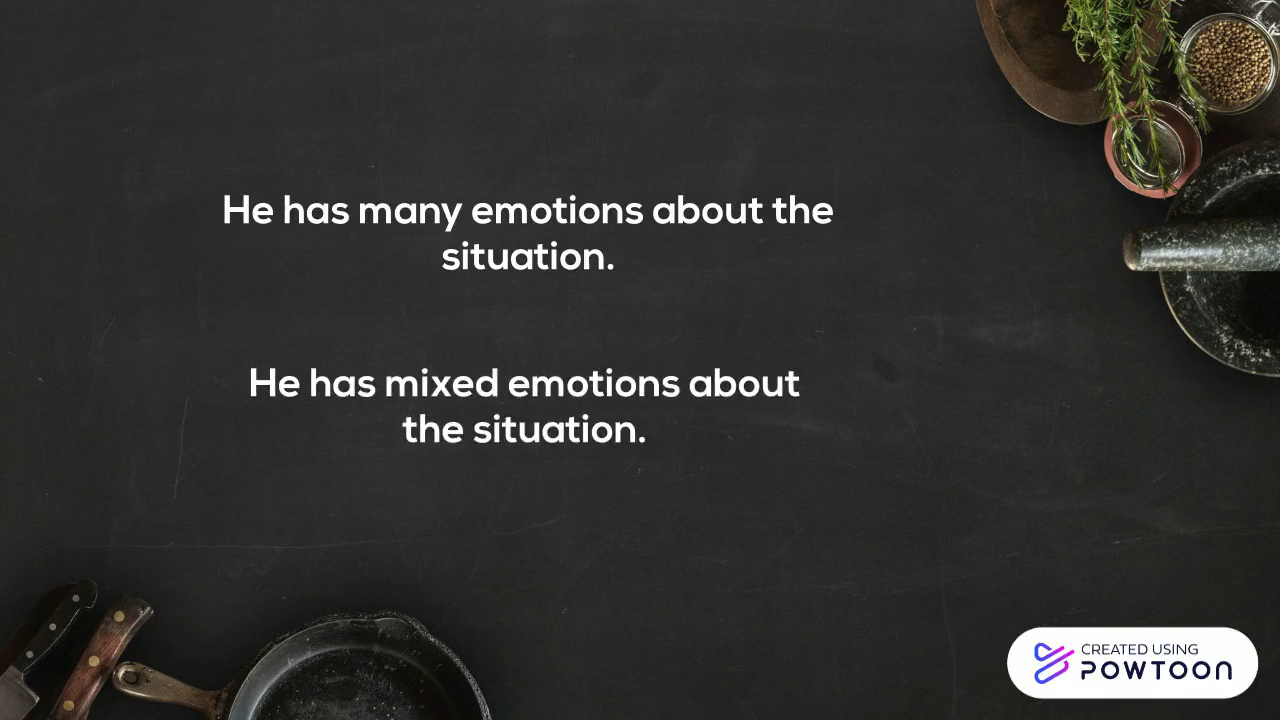 He has many emotions about the
situation.
He has mixed emotions about
the situation.
CREATED USING
POWTOON